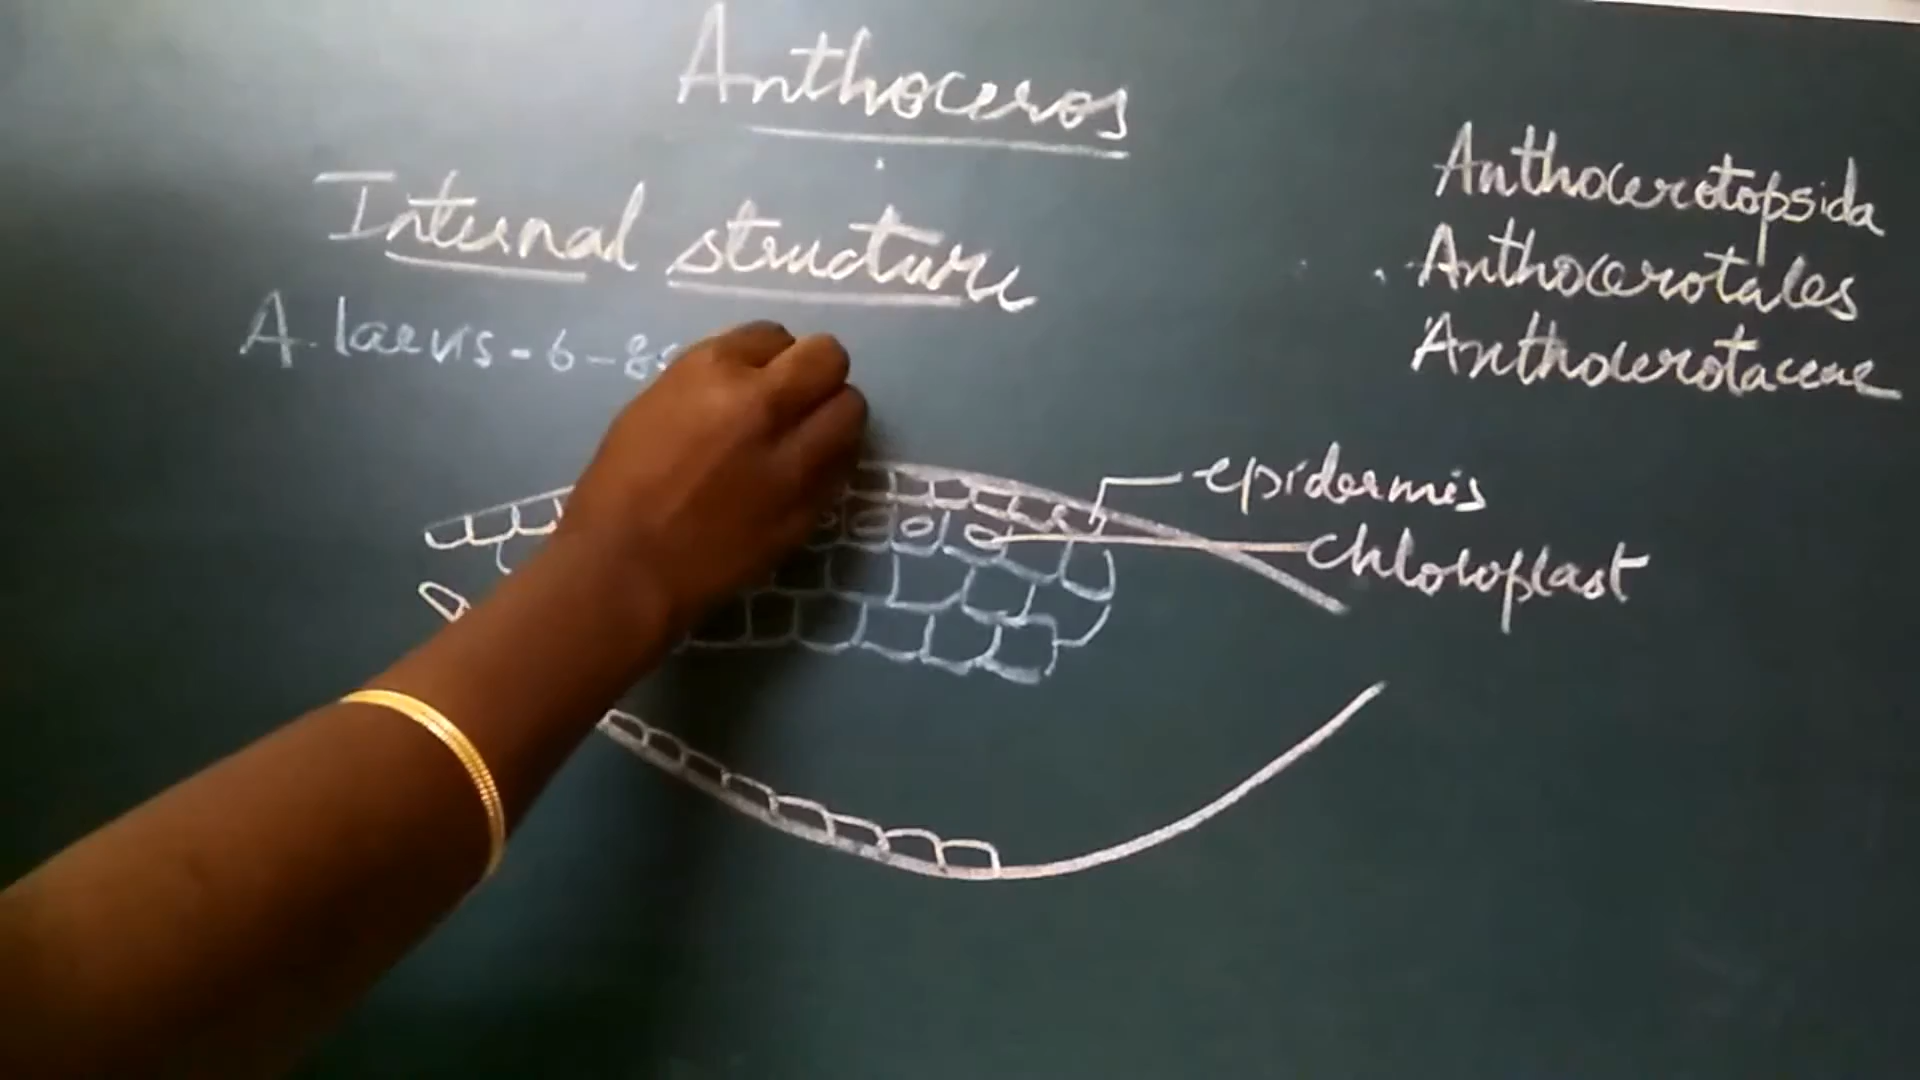 Anthoceros
Internal structure
A. laevis - 6-8
Anthocerotopsida
Anthocerotales
Anthocerotaceae
epidermis
chloroplast